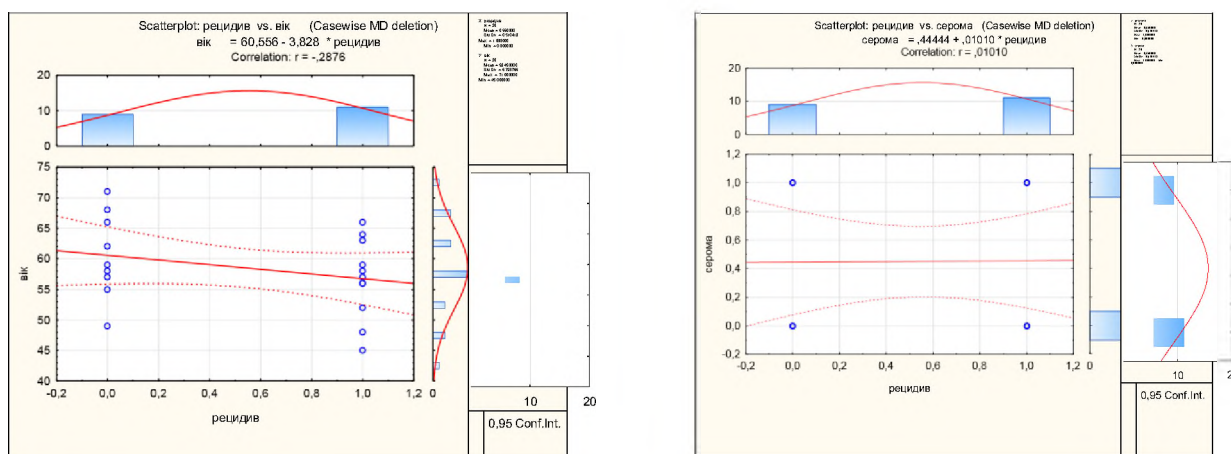 Scatterplot: рецидив vs. вік (Casewise MD deletion)
вік = 60,556 - 3,828 * рецидив
Correlation: r = -,2876
20
10
0
75
70
65
60
55
50
45
40
-0,2 0,0 0,2 0,4 0,6 0,8 1,0 1,2
вік
рецидив
0
10 20
0,95 Conf.Int.
Scatterplot: рецидив vs. серома (Casewise MD deletion)
серома = ,44444 + ,01010 * рецидив
Correlation: r = ,01010
20
10
0
1,2
1,0
0,8
0,6
0,4
0,2
0,0
-0,2
-0,2 0,0 0,2 0,4 0,6 0,8 1,0 1,2
серома
рецидив
0
10
0,95 Conf.Int.